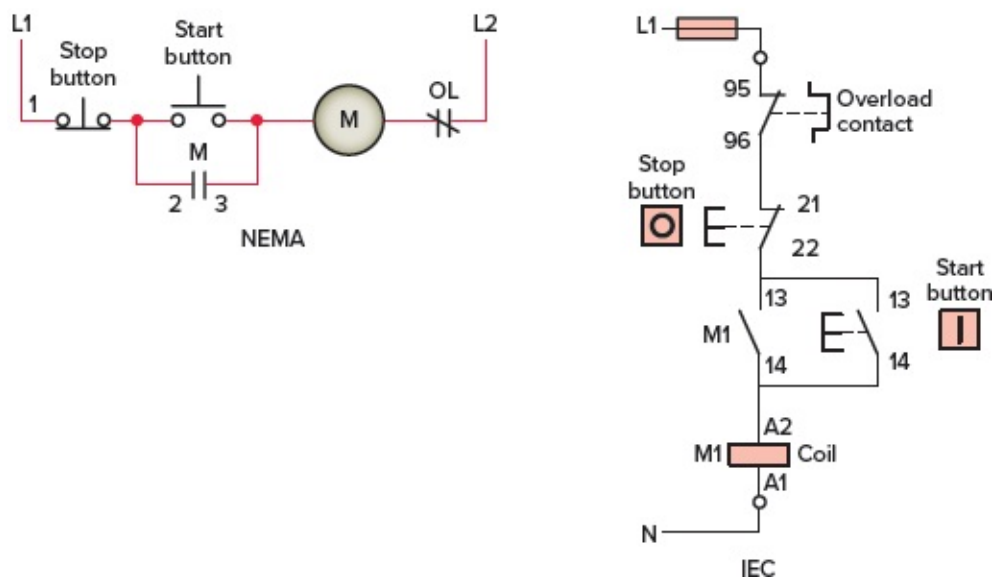 L1
L2
Stop
button
Start
button
1
OL
M
M
2 3
NEMA
L1
95
96
Overload
contact
Stop
button
21
22
13
M1
14
13
14
Start
button
A2
M1
Coil
A1
N
IEC